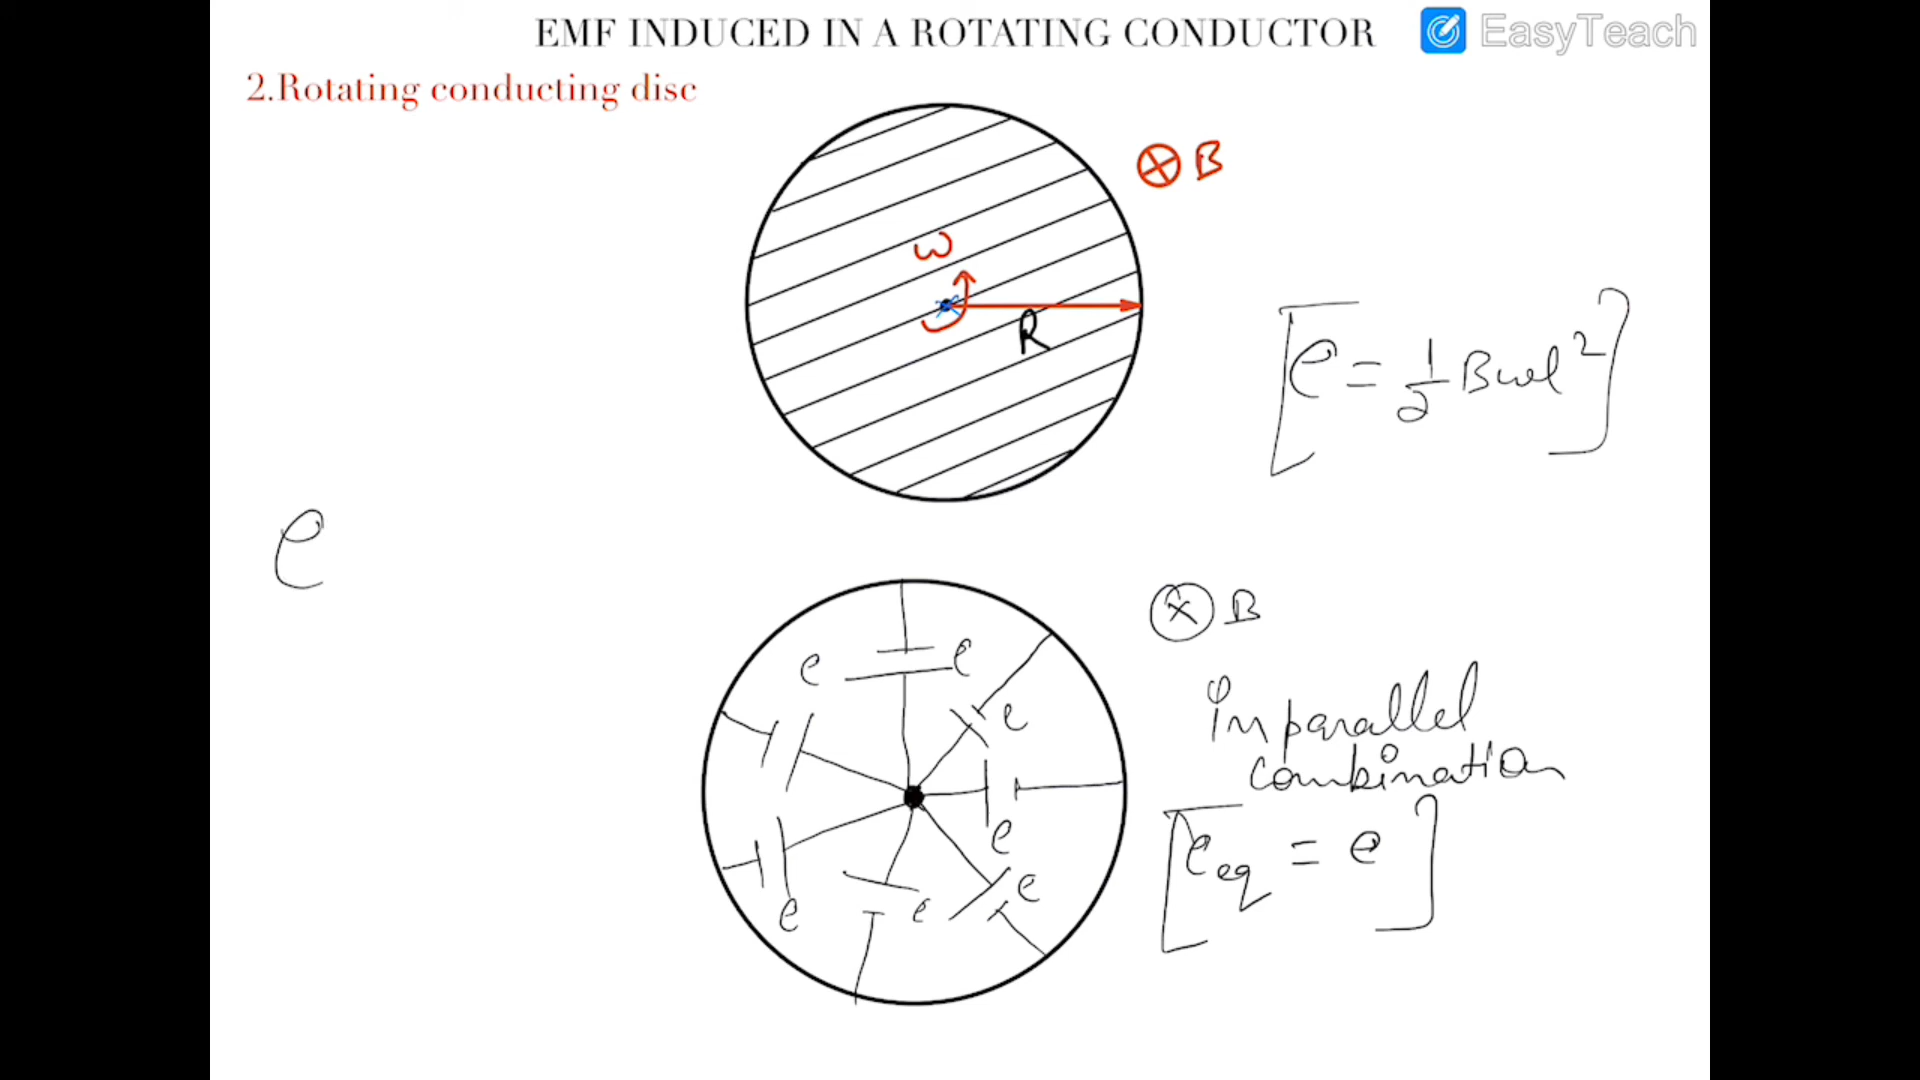 EMF INDUCED IN A ROTATING CONDUCTOR
EasyTeach
2.Rotating conducting disc
⊗ B
ω
R
e = 1/2 Bωl²
e
⊗ B
e e
e
in parallel
combination
e
e
e
e
e_eq = e